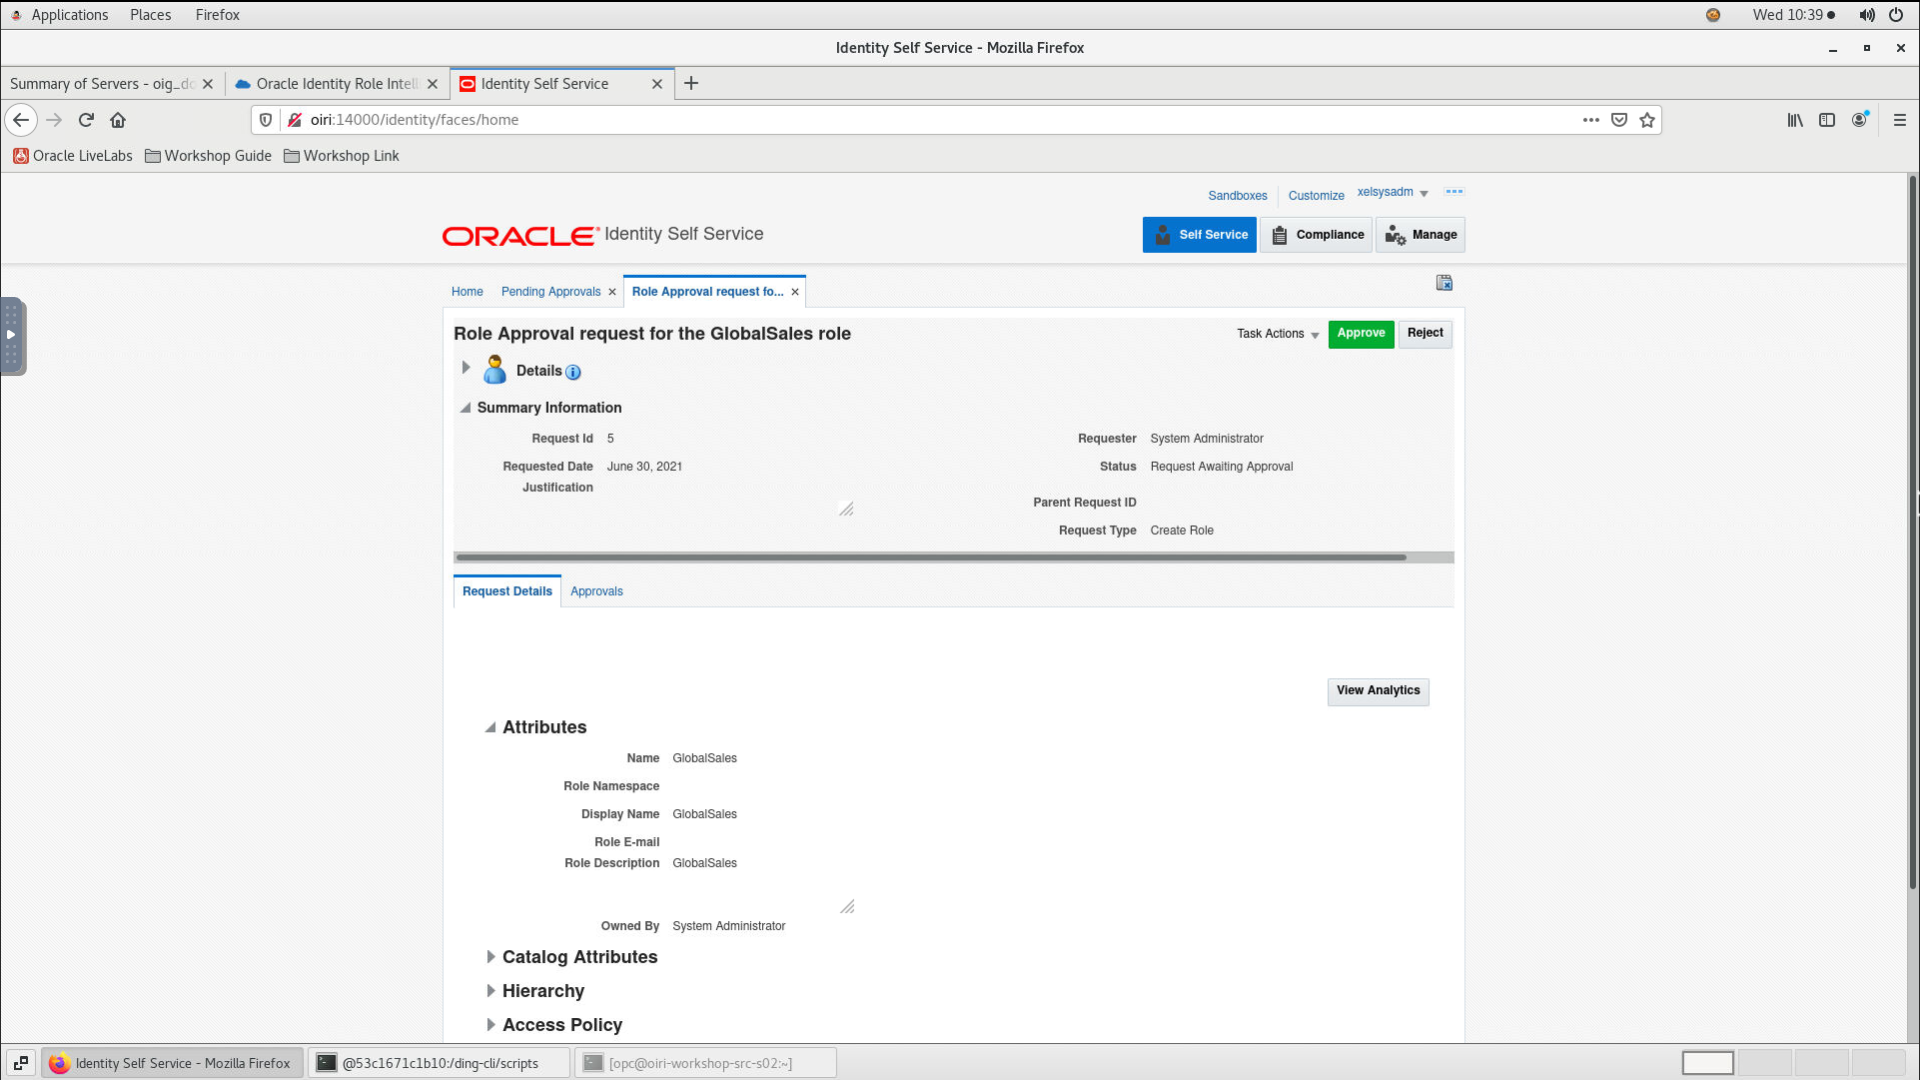 Applications Places Firefox Wed 10:39
Identity Self Service - Mozilla Firefox
Summary of Servers - oig_do Oracle Identity Role Intell Identity Self Service
oiri:14000/identity/faces/home
Oracle LiveLabs Workshop Guide Workshop Link
Sandboxes Customize xelsysadm
ORACLE Identity Self Service Self Service Compliance Manage
Home Pending Approvals Role Approval request fo...
Role Approval request for the GlobalSales role Task Actions Approve Reject
Details
Summary Information
Request Id 5 Requester System Administrator
Requested Date June 30, 2021 Status Request Awaiting Approval
Justification
Parent Request ID
Request Type Create Role
Request Details Approvals
View Analytics
Attributes
Name GlobalSales
Role Namespace
Display Name GlobalSales
Role E-mail
Role Description GlobalSales
Owned By System Administrator
Catalog Attributes
Hierarchy
Access Policy
Identity Self Service - Mozilla Firefox @53c1671c1b10:/ding-cli/scripts [opc@oiri-workshop-src-s02:~]